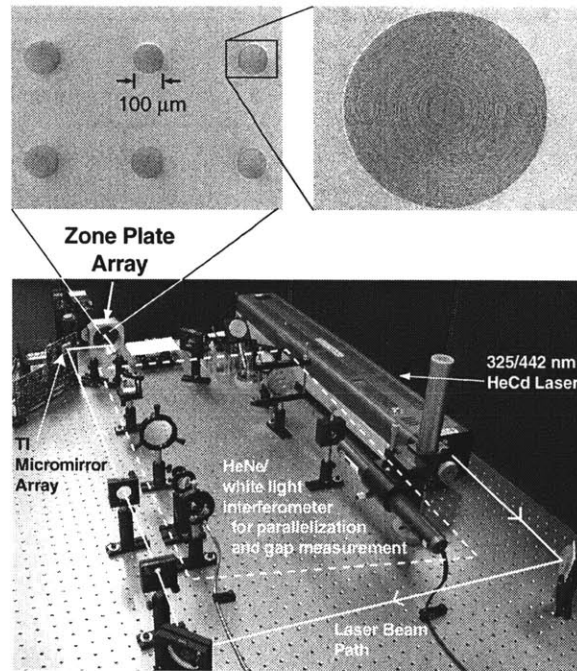 100 μm
Zone Plate
Array
325/442 nm
HeCd Laser
TI
Micromirror
Array
HeNe/
white light
interferometer
for parallelization
and gap measurement
Laser Beam
Path